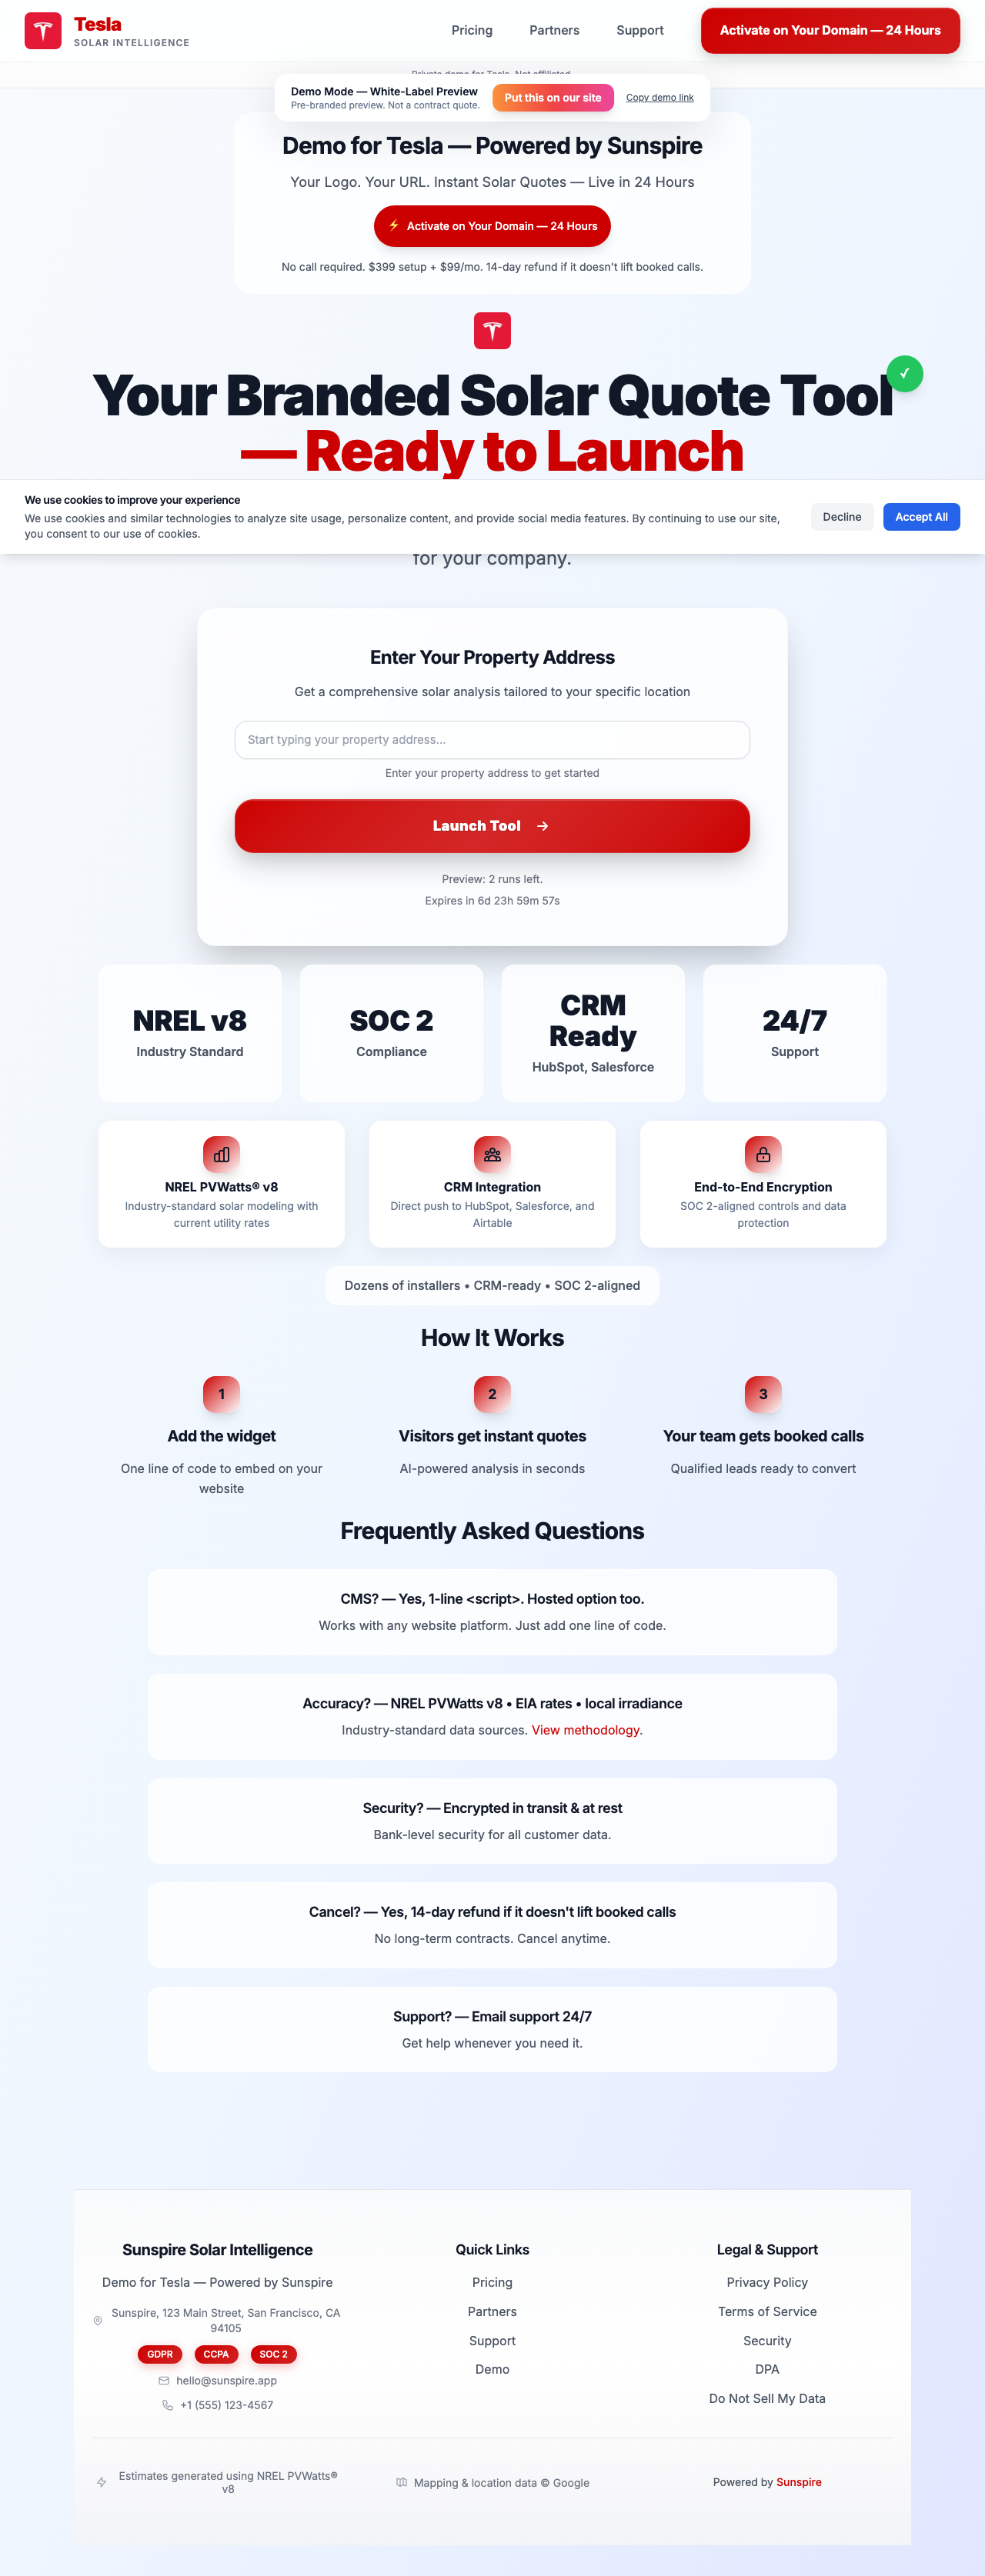 Tesla
SOLAR INTELLIGENCE
Pricing
Partners
Support
Activate on Your Domain — 24 Hours
Private demo for Tesla. Not affiliated
Demo Mode — White-Label Preview
Pre-branded preview. Not a contract quote.
Put this on our site
Copy demo link
Demo for Tesla — Powered by Sunspire
Your Logo. Your URL. Instant Solar Quotes — Live in 24 Hours
⚡ Activate on Your Domain — 24 Hours
No call required. $399 setup + $99/mo. 14-day refund if it doesn't lift booked calls.
✓
Your Branded Solar Quote Tool
— Ready to Launch
We use cookies to improve your experience
We use cookies and similar technologies to analyze site usage, personalize content, and provide social media features. By continuing to use our site,
you consent to our use of cookies.
Decline
Accept All
for your company.
Enter Your Property Address
Get a comprehensive solar analysis tailored to your specific location
Start typing your property address...
Enter your property address to get started
Launch Tool →
Preview: 2 runs left.
Expires in 6d 23h 59m 57s
NREL v8
Industry Standard
SOC 2
Compliance
CRM
Ready
HubSpot, Salesforce
24/7
Support
NREL PVWatts® v8
Industry-standard solar modeling with
current utility rates
CRM Integration
Direct push to HubSpot, Salesforce, and
Airtable
End-to-End Encryption
SOC 2-aligned controls and data
protection
Dozens of installers • CRM-ready • SOC 2-aligned
How It Works
1
Add the widget
One line of code to embed on your
website
2
Visitors get instant quotes
AI-powered analysis in seconds
3
Your team gets booked calls
Qualified leads ready to convert
Frequently Asked Questions
CMS? — Yes, 1-line <script>. Hosted option too.
Works with any website platform. Just add one line of code.
Accuracy? — NREL PVWatts v8 • EIA rates • local irradiance
Industry-standard data sources. View methodology.
Security? — Encrypted in transit & at rest
Bank-level security for all customer data.
Cancel? — Yes, 14-day refund if it doesn't lift booked calls
No long-term contracts. Cancel anytime.
Support? — Email support 24/7
Get help whenever you need it.
Sunspire Solar Intelligence
Demo for Tesla — Powered by Sunspire
Sunspire, 123 Main Street, San Francisco, CA
94105
GDPR
CCPA
SOC 2
hello@sunspire.app
+1 (555) 123-4567
Quick Links
Pricing
Partners
Support
Demo
Legal & Support
Privacy Policy
Terms of Service
Security
DPA
Do Not Sell My Data
Estimates generated using NREL PVWatts®
v8
Mapping & location data © Google
Powered by Sunspire